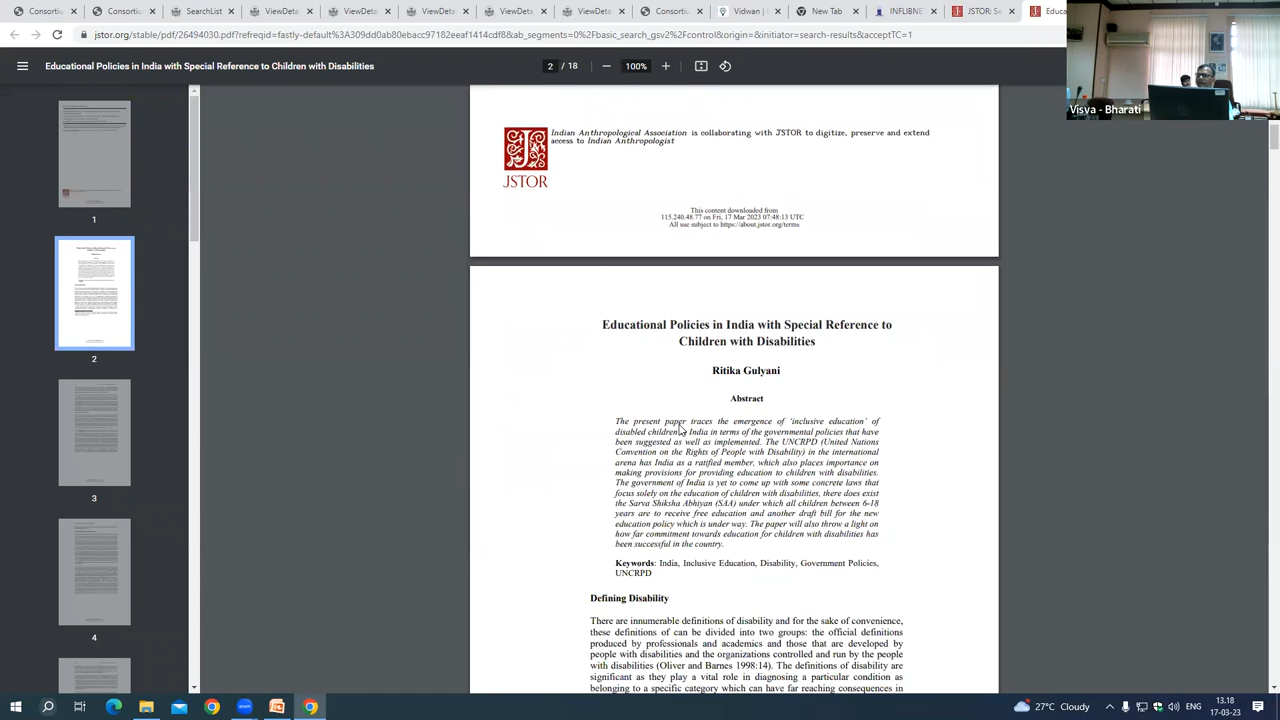 Consorti
Consorti
SearchList
ViewDeta
ViewDeta
ViewDeta
Consorti
Vidwan |
New Tab
INFLIBNE
JSTOR: Se
Educa
jstor.org/stable/pdf/26494030.pdf?refreqid=fastly-default%3A
Educational Policies in India with Special Reference to Children with Disabilities
2 / 18
100%
Visva - Bharati
1
2
3
4
Indian Anthropological Association is collaborating with JSTOR to digitize, preserve and extend
access to Indian Anthropologist
JSTOR
This content downloaded from
115.240.48.77 on Fri, 17 Mar 2023 07:48:13 UTC
All use subject to https://about.jstor.org/terms
Educational Policies in India with Special Reference to
Children with Disabilities
Ritika Gulyani
Abstract
The present paper traces the emergence of 'inclusive education' of
disabled children in India in terms of the governmental policies that have
been suggested as well as implemented. The UNCRPD (United Nations
Convention on the Rights of People with Disability) in the international
arena has India as a ratified member, which also places importance on
making provisions for providing education to children with disabilities.
The government of India is yet to come up with some concrete laws that
focus solely on the education of children with disabilities, there does exist
the Sarva Shiksha Abhiyan (SAA) under which all children between 6-18
years are to receive free education and another draft bill for the new
education policy which is under way. The paper will also throw a light on
how far commitment towards education for children with disabilities has
been successful in the country.
Keywords: India, Inclusive Education, Disability, Government Policies,
UNCRPD
Defining Disability
There are innumerable definitions of disability and for the sake of convenience,
these definitions of can be divided into two groups: the official definitions
produced by professionals and academics and those that are developed by
people with disabilities and the organizations controlled and run by the people
with disabilities (Oliver and Barnes 1998:14). The definitions of disability are
significant as they play a vital role in diagnosing a particular condition as
belonging to a specific category which can have far reaching consequences in
27°C Cloudy
ENG
13.18
17-03-23